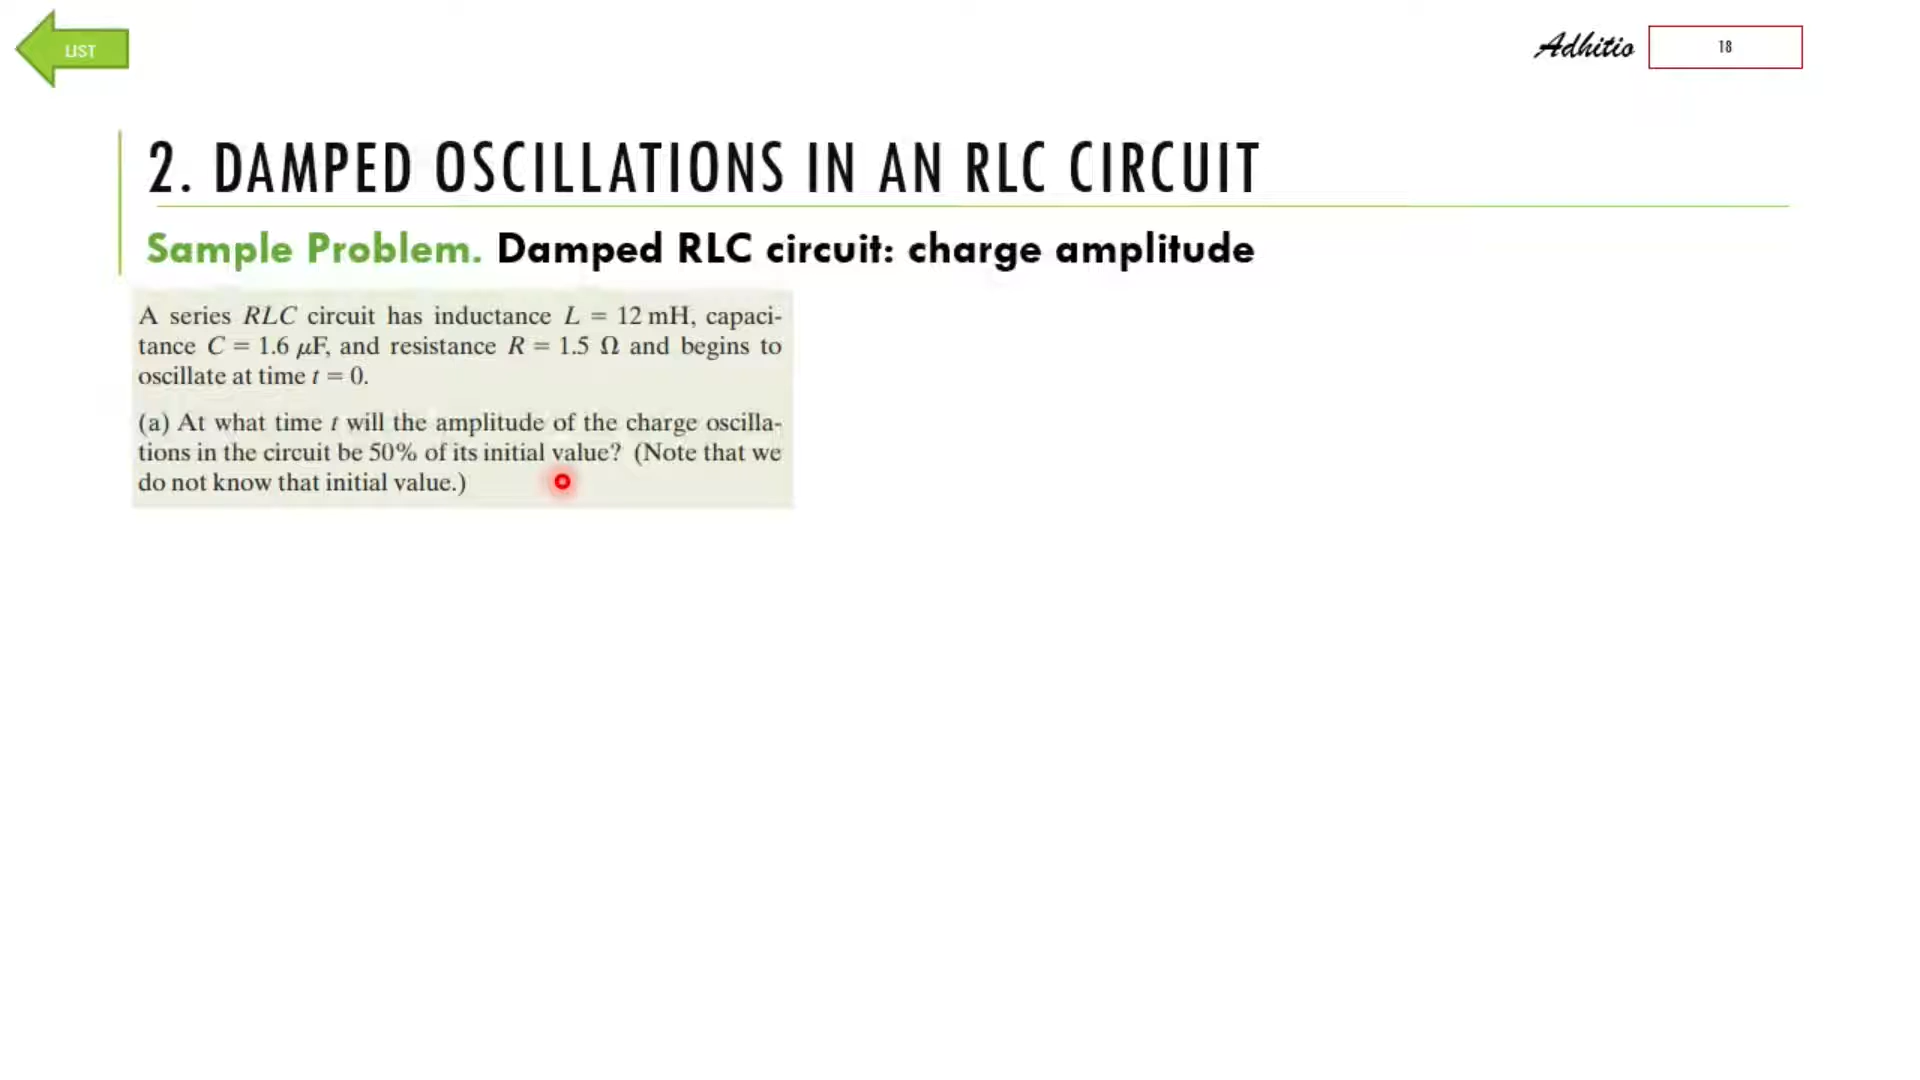 LIST
Adhitio
18
2. DAMPED OSCILLATIONS IN AN RLC CIRCUIT
Sample Problem. Damped RLC circuit: charge amplitude
A series RLC circuit has inductance L = 12 mH, capaci-
tance C = 1.6 μF, and resistance R = 1.5 Ω and begins to
oscillate at time t = 0.
(a) At what time t will the amplitude of the charge oscilla-
tions in the circuit be 50% of its initial value? (Note that we
do not know that initial value.)